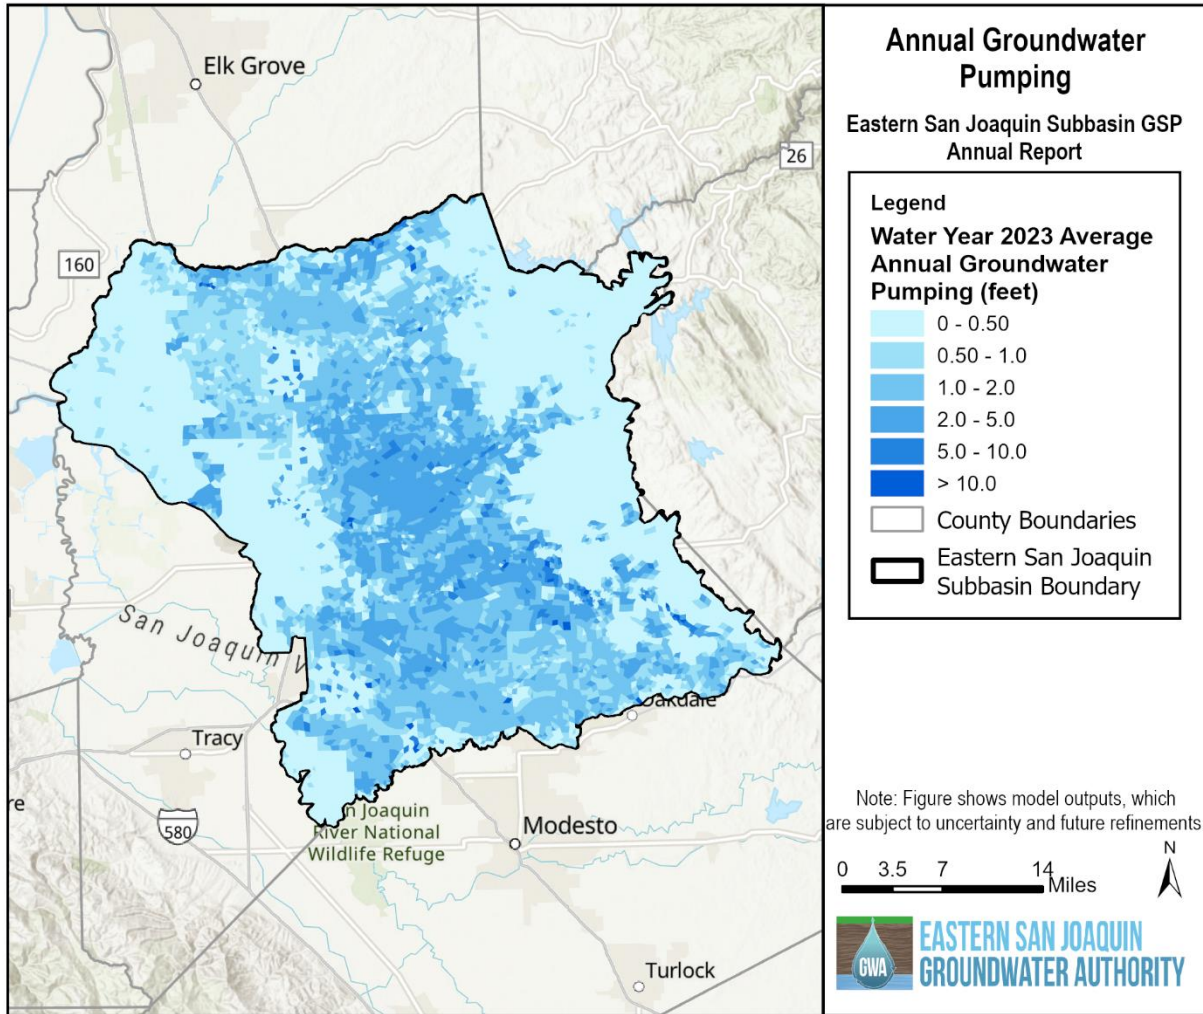 Elk Grove
26
160
San Joaquin V
Oakdale
Tracy
re
580
n Joaquin
River National
Wildlife Refuge
Modesto
Turlock
Annual Groundwater
Pumping
Eastern San Joaquin Subbasin GSP
Annual Report
Legend
Water Year 2023 Average
Annual Groundwater
Pumping (feet)
0 - 0.50
0.50 - 1.0
1.0 - 2.0
2.0 - 5.0
5.0 - 10.0
> 10.0
County Boundaries
Eastern San Joaquin
Subbasin Boundary
Note: Figure shows model outputs, which
are subject to uncertainty and future refinements
N
0 3.5 7 14
Miles
GWA
EASTERN SAN JOAQUIN
GROUNDWATER AUTHORITY